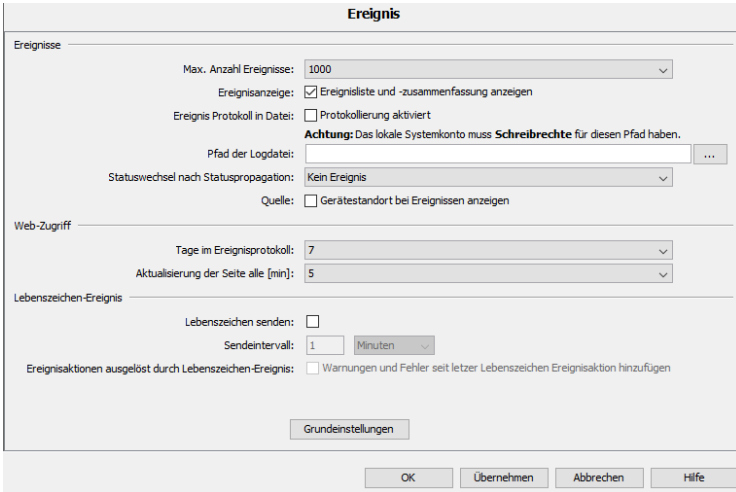 Ereignis
Ereignisse
Max. Anzahl Ereignisse: 1000
Ereignisanzeige: Ereignisliste und -zusammenfassung anzeigen
Ereignis Protokoll in Datei: Protokollierung aktiviert
Achtung: Das lokale Systemkonto muss Schreibrechte für diesen Pfad haben.
Pfad der Logdatei: ...
Statuswechsel nach Statuspropagation: Kein Ereignis
Quelle: Gerätestandort bei Ereignissen anzeigen
Web-Zugriff
Tage im Ereignisprotokoll: 7
Aktualisierung der Seite alle [min]: 5
Lebenszeichen-Ereignis
Lebenszeichen senden:
Sendeintervall: 1 Minuten
Ereignisaktionen ausgelöst durch Lebenszeichen-Ereignis: Warnungen und Fehler seit letzer Lebenszeichen Ereignisaktion hinzufügen
Grundeinstellungen
OK Übernehmen Abbrechen Hilfe